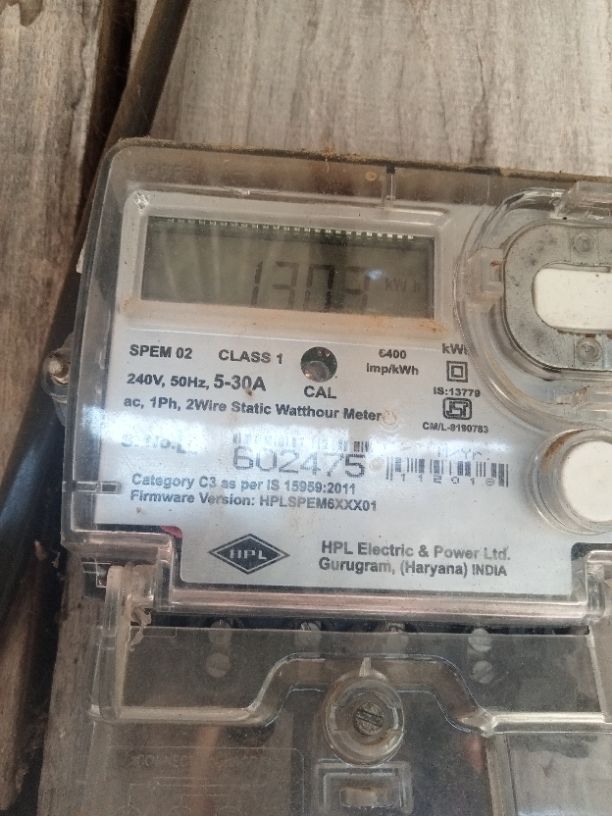 1309 kWh
SPEM 02 CLASS 1 6400 kWh
imp/kWh
240V, 50Hz, 5-30A CAL IS:13779
ac, 1Ph, 2Wire Static Watthour Meter CM/L-9190783
602475
Category C3 as per IS 15959:2011
Firmware Version: HPLSPEM6XXX01
HPL HPL Electric & Power Ltd.
Gurugram, (Haryana) INDIA